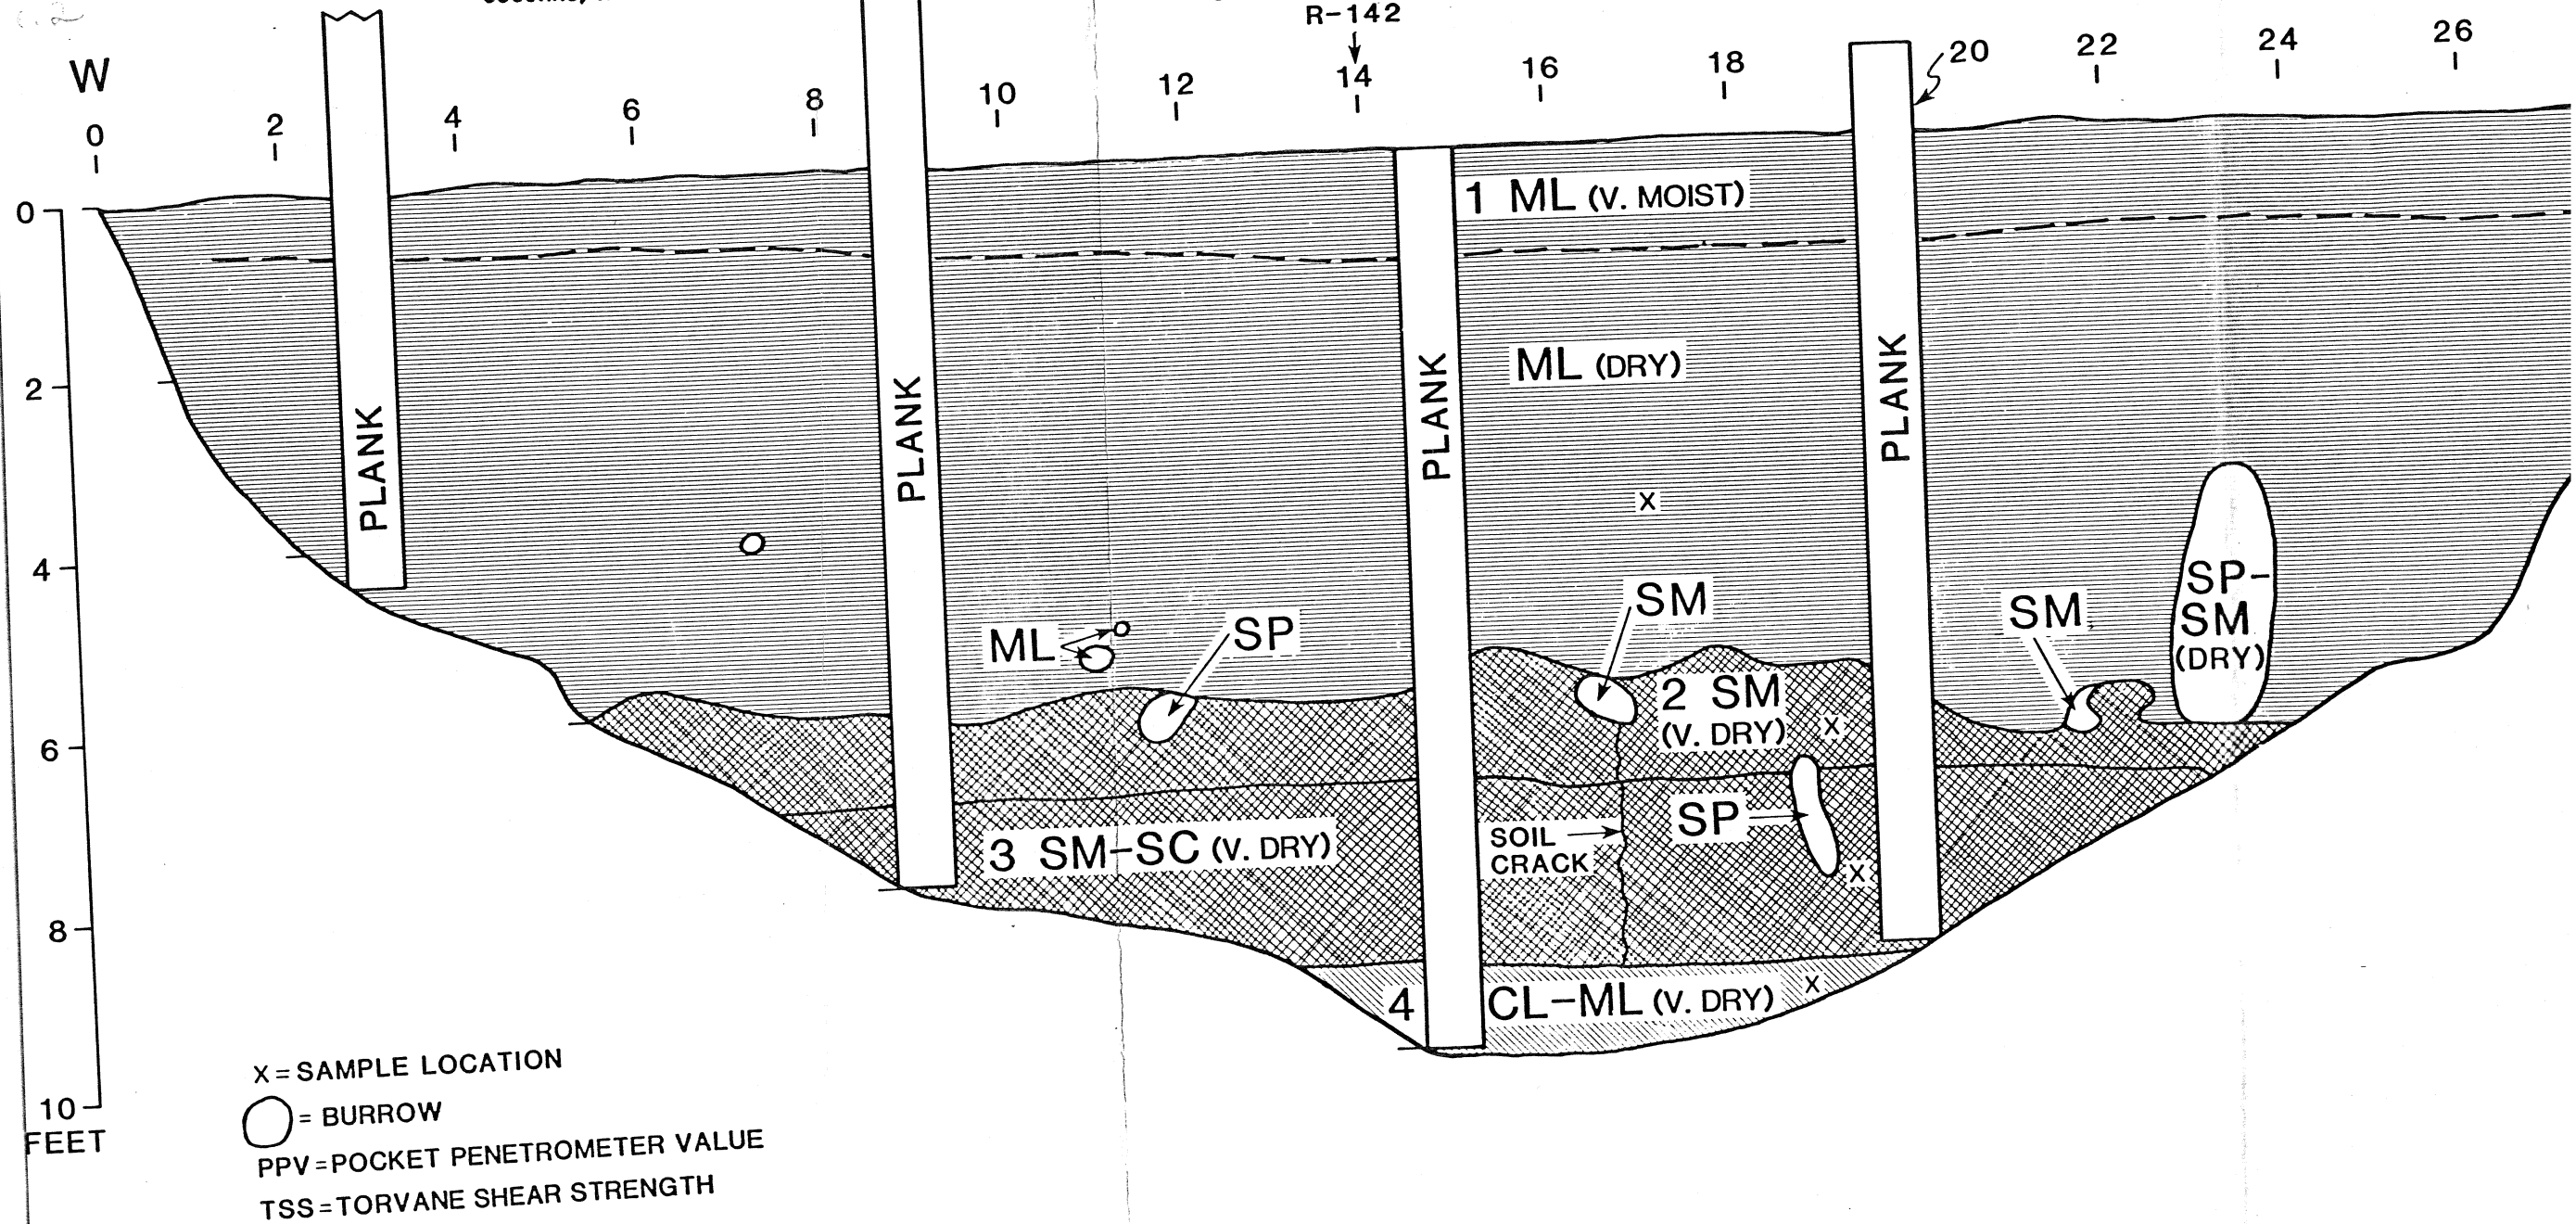 R-142
W
0
2
4
6
8
10
12
14
16
18
20
22
24
26
0
2
4
6
8
10
FEET
1 ML (V. MOIST)
ML (DRY)
PLANK
PLANK
PLANK
PLANK
X
ML
SP
SM
2 SM
(V. DRY)
X
SM
SP-
SM
(DRY)
3 SM-SC (V. DRY)
SOIL
CRACK
SP
X
4 CL-ML (V. DRY)
X
X = SAMPLE LOCATION
= BURROW
PPV = POCKET PENETROMETER VALUE
TSS = TORVANE SHEAR STRENGTH